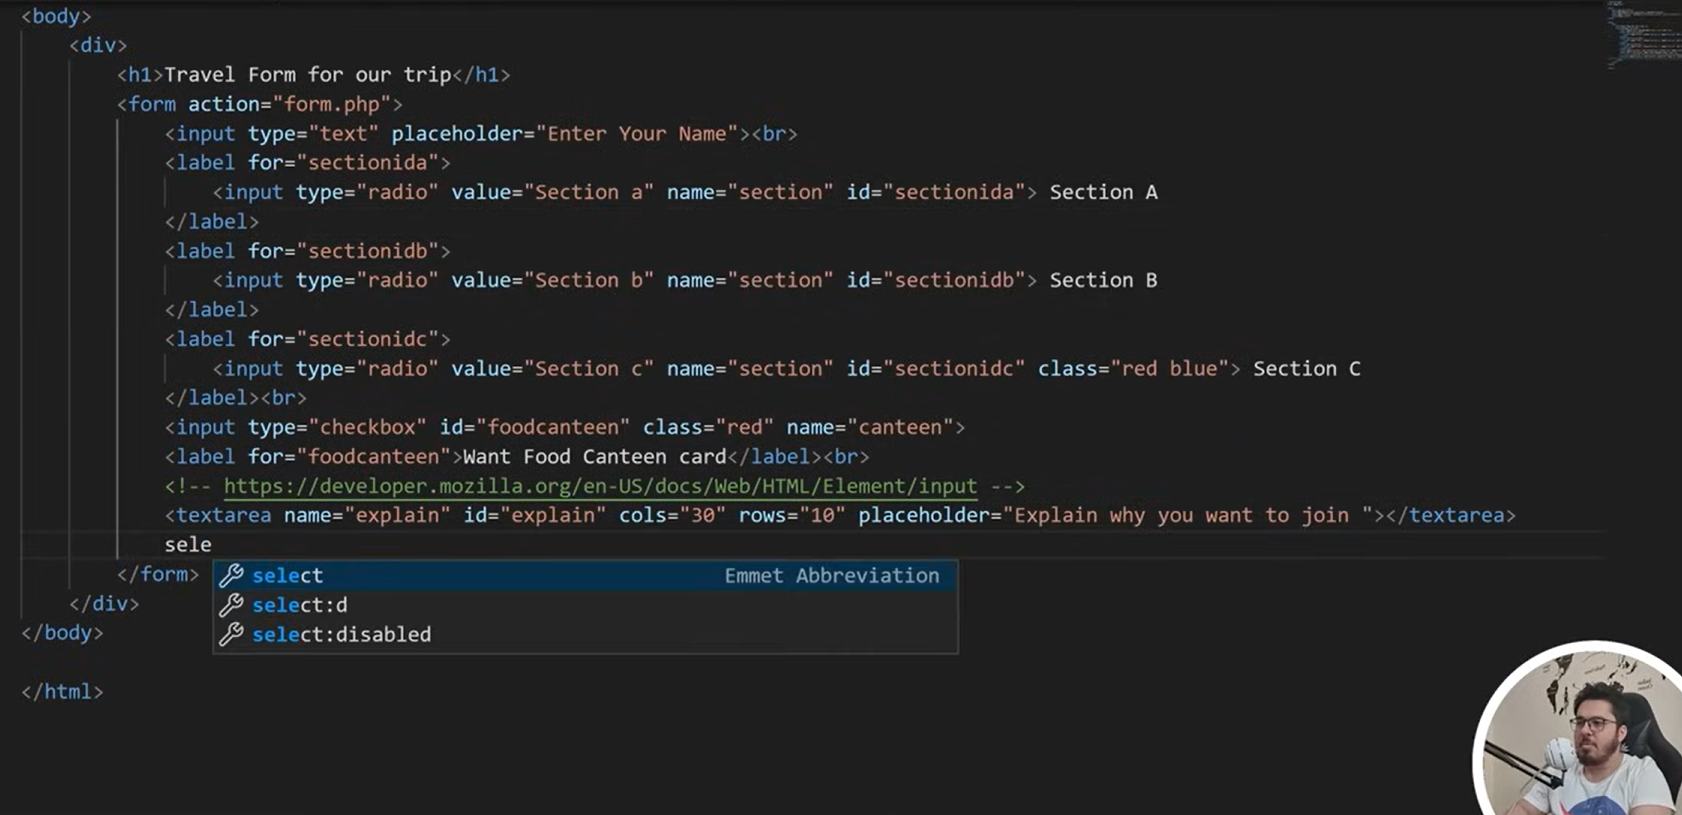 <body>
<div>
<h1>Travel Form for our trip</h1>
<form action="form.php">
<input type="text" placeholder="Enter Your Name"><br>
<label for="sectionida">
<input type="radio" value="Section a" name="section" id="sectionida"> Section A
</label>
<label for="sectionidb">
<input type="radio" value="Section b" name="section" id="sectionidb"> Section B
</label>
<label for="sectionidc">
<input type="radio" value="Section c" name="section" id="sectionidc" class="red blue"> Section C
</label><br>
<input type="checkbox" id="foodcanteen" class="red" name="canteen">
<label for="foodcanteen">Want Food Canteen card</label><br>
<!-- https://developer.mozilla.org/en-US/docs/Web/HTML/Element/input -->
<textarea name="explain" id="explain" cols="30" rows="10" placeholder="Explain why you want to join "></textarea>
sele
</form>
select Emmet Abbreviation
select:d
select:disabled
</div>
</body>
</html>